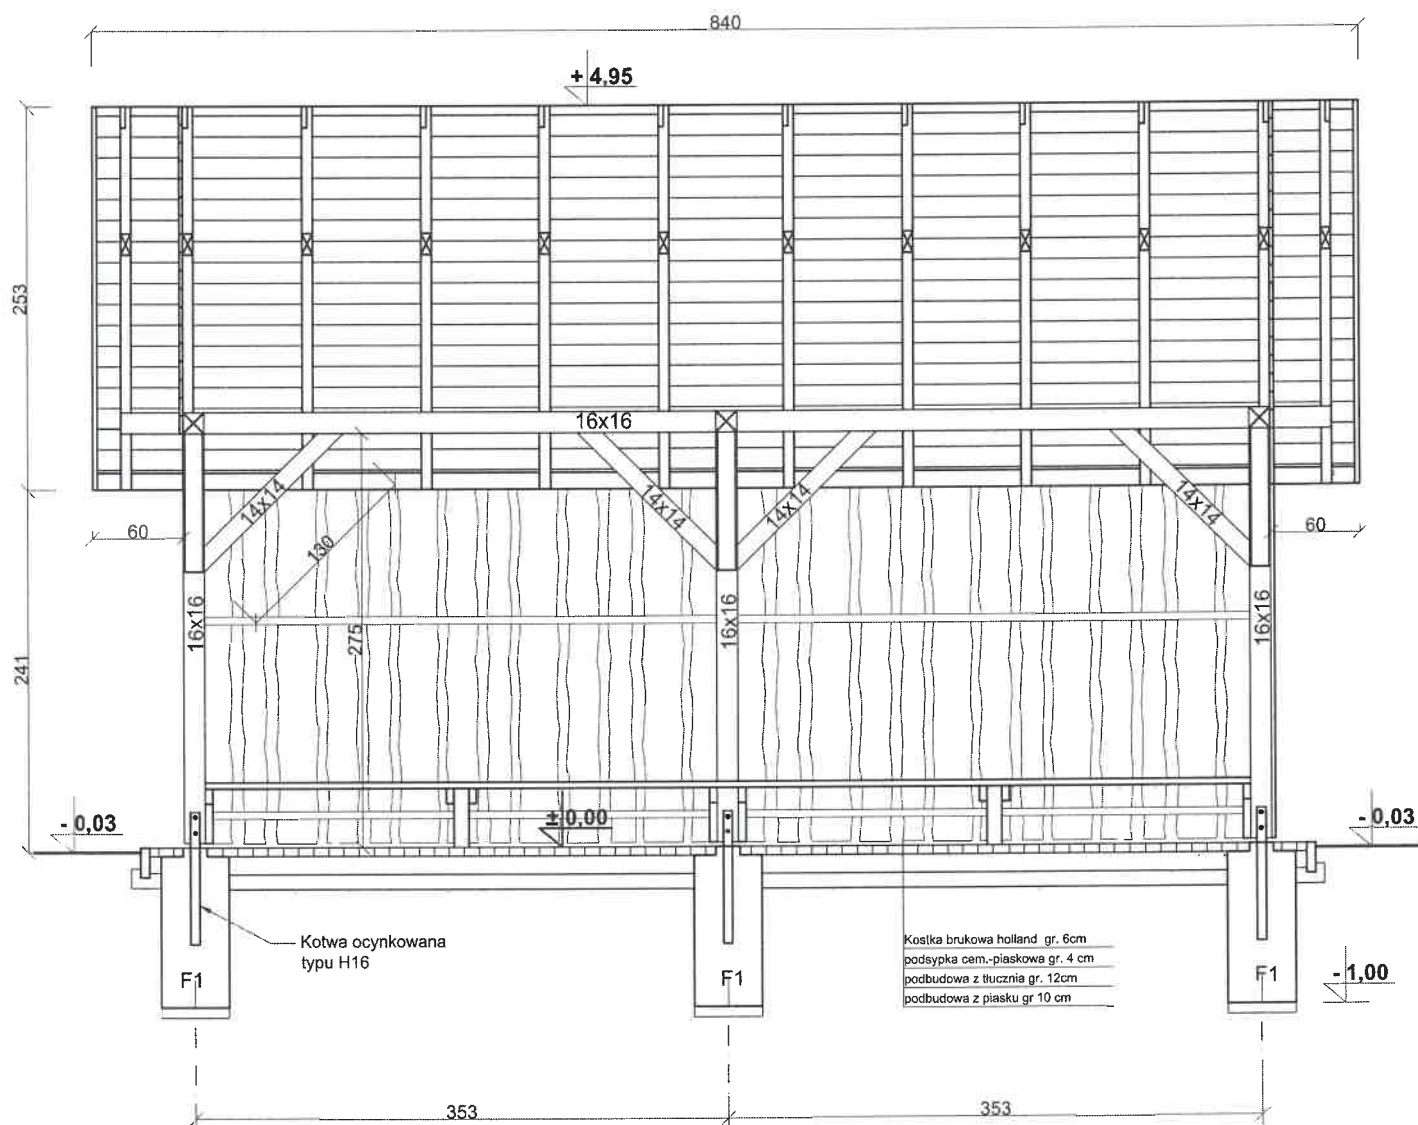 840
+ 4,95
253
16x16
14x14
14x14
14x14
14x14
60
60
130
275
16x16
16x16
16x16
241
- 0,03
± 0,00
- 0,03
Kotwa ocynkowana
typu H16
Kostka brukowa holland gr. 6cm
podsypka cem.-piaskowa gr. 4 cm
podbudowa z tłucznia gr. 12cm
podbudowa z piasku gr 10 cm
F1
F1
F1
- 1,00
353
353